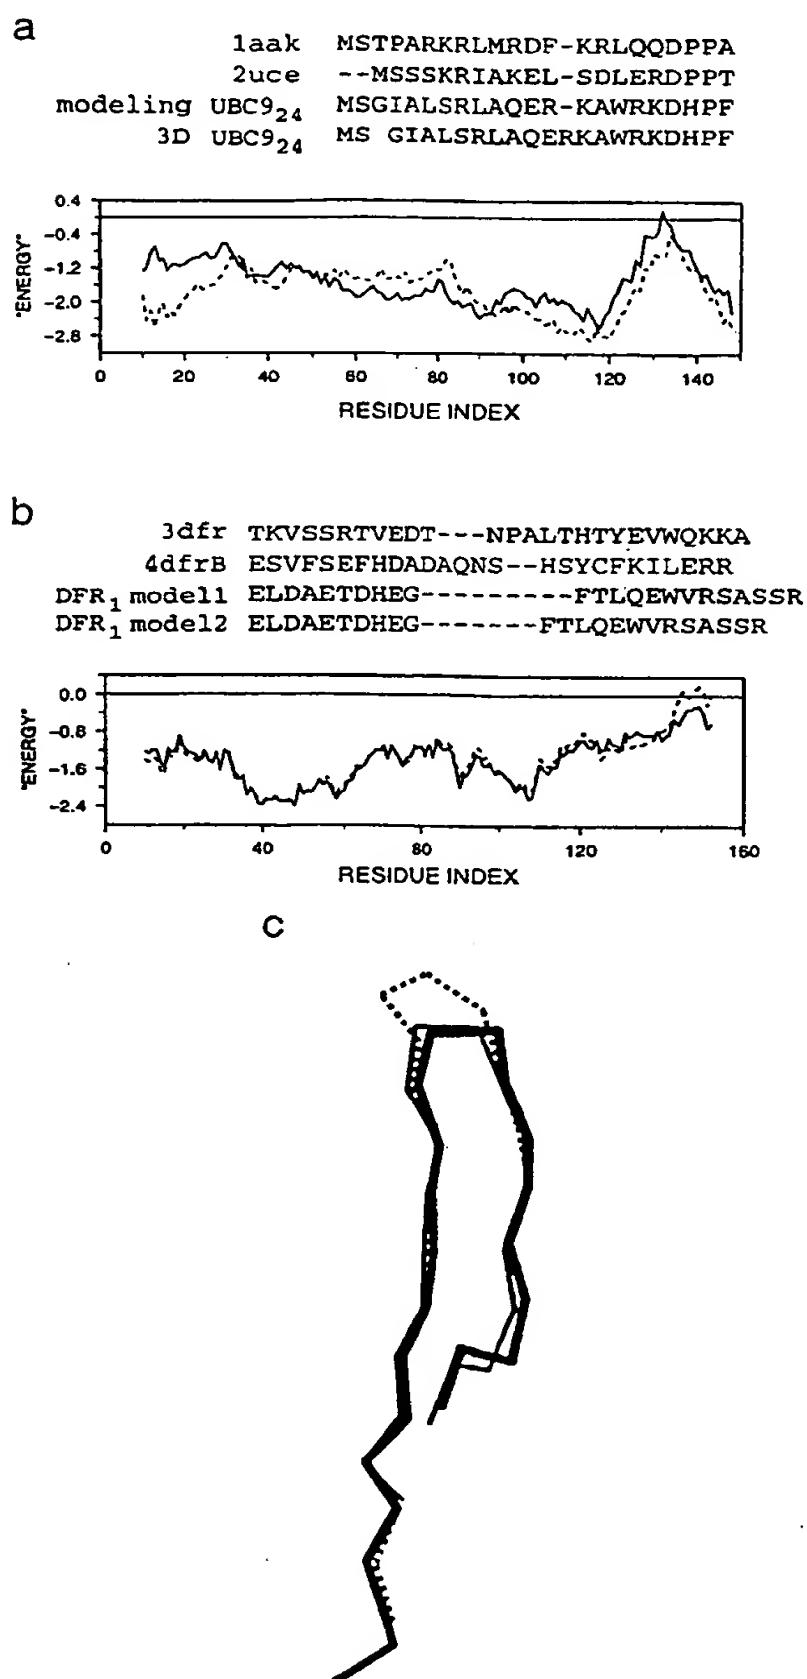 a
1aak MSTPARKRLMRDF-KRLQQDPPA
2uce --MSSSKRIAKEL-SDLERDPPT
modeling UBC9₂₄ MSGIALSRLAQER-KAWRKDHPF
3D UBC9₂₄ MS GIALSRLAQERKAWRKDHPF
0.4
-0.4
-1.2
-2.0
-2.8
"ENERGY"
0 20 40 60 80 100 120 140
RESIDUE INDEX
b
3dfr TKVSSRTVEDT---NPALTHTYEVWQKKA
4dfrB ESVFSEFHDADAQNS--HSYCFKILERR
DFR₁ model1 ELDAETDHEG---------FTLQEWVRSASSR
DFR₁ model2 ELDAETDHEG-------FTLQEWVRSASSR
0.0
-0.8
-1.6
-2.4
"ENERGY"
0 40 80 120 160
RESIDUE INDEX
c